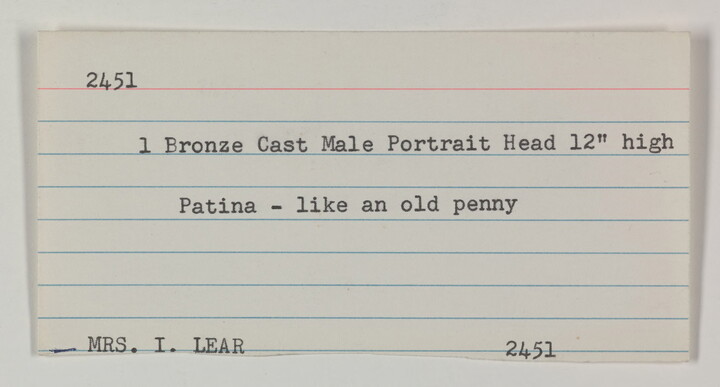 2451
1 Bronze Cast Male Portrait Head 12" high
Patina - like an old penny
MRS. I. LEAR 2451